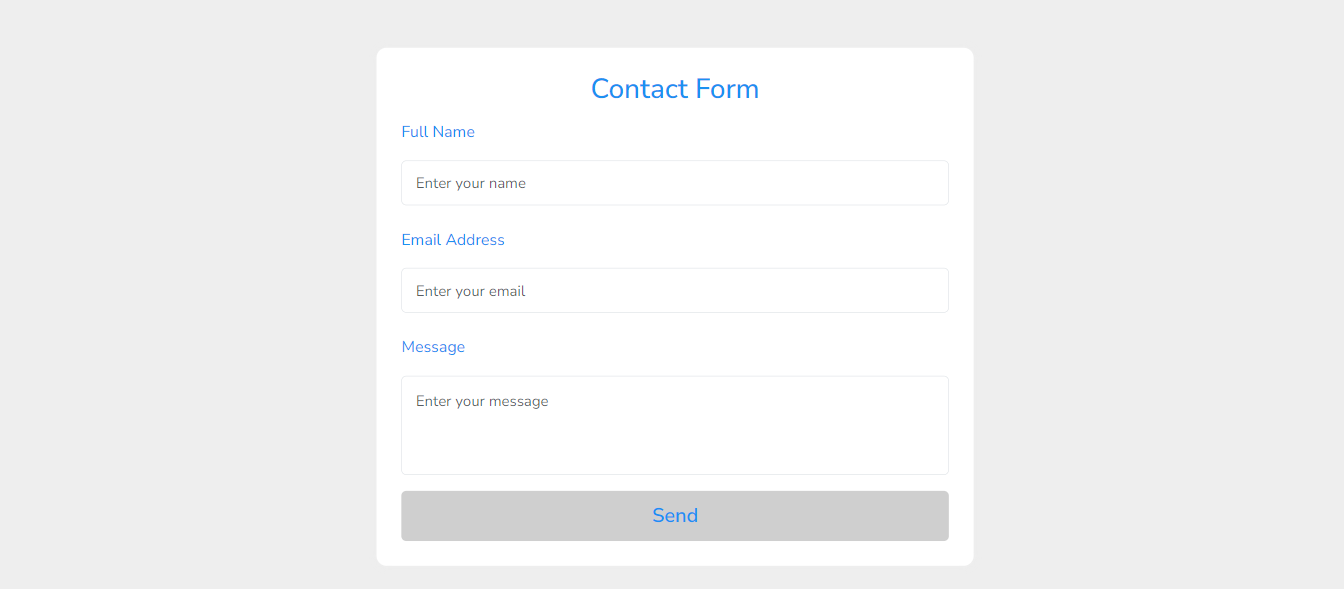 Contact Form
Full Name
Enter your name
Email Address
Enter your email
Message
Enter your message
Send